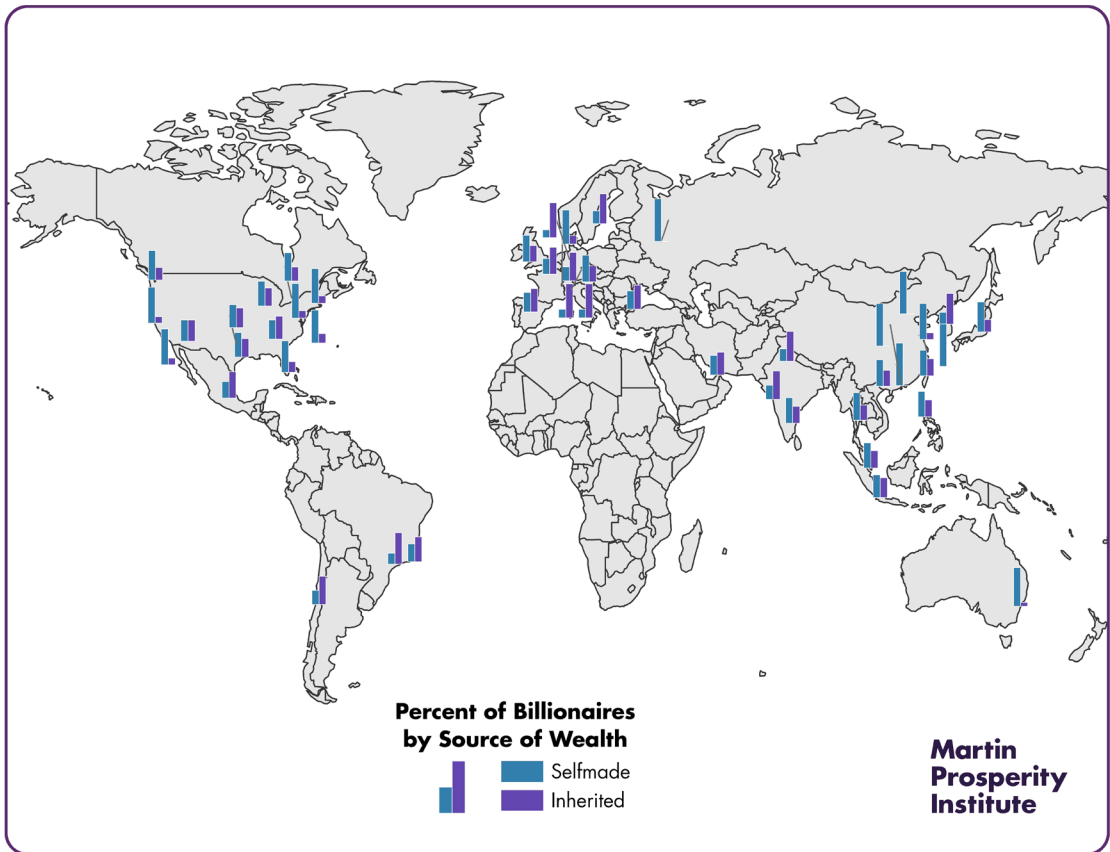 Percent of Billionaires
by Source of Wealth
Selfmade
Inherited
Martin
Prosperity
Institute